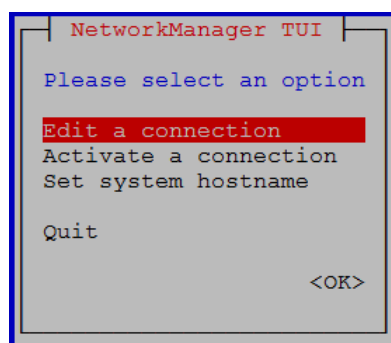 NetworkManager TUI
Please select an option
Edit a connection
Activate a connection
Set system hostname
Quit
<OK>